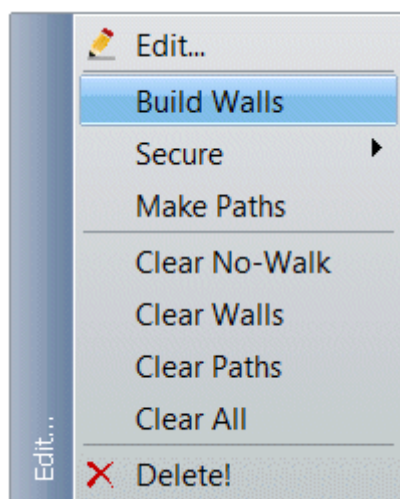 Edit...
Build Walls
Secure
Make Paths
Clear No-Walk
Clear Walls
Clear Paths
Clear All
Delete!
Edit...